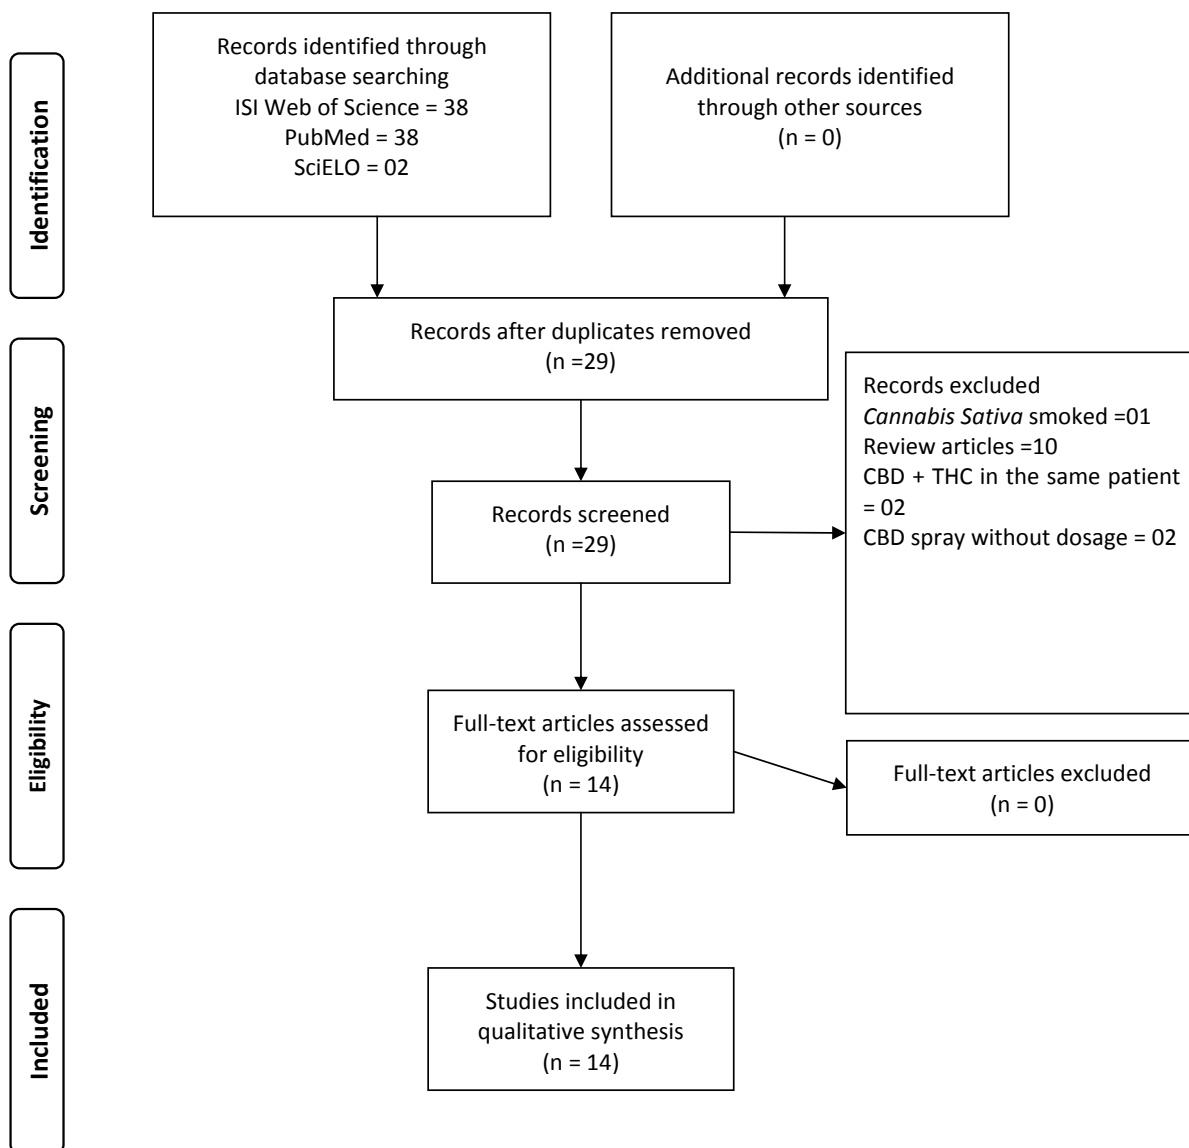 Identification
Records identified through
database searching
ISI Web of Science = 38
PubMed = 38
SciELO = 02
Additional records identified
through other sources
(n = 0)
Records after duplicates removed
(n =29)
Screening
Records screened
(n =29)
Records excluded
Cannabis Sativa smoked =01
Review articles =10
CBD + THC in the same patient
= 02
CBD spray without dosage = 02
Eligibility
Full-text articles assessed
for eligibility
(n = 14)
Full-text articles excluded
(n = 0)
Included
Studies included in
qualitative synthesis
(n = 14)